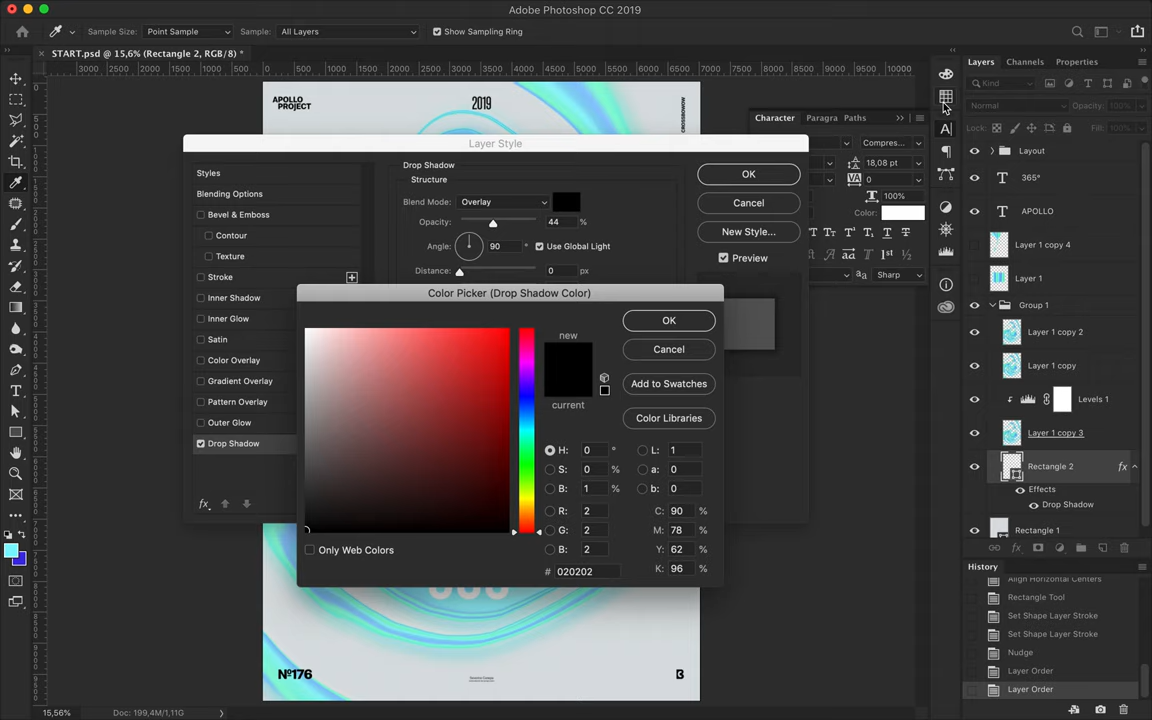 Adobe Photoshop CC 2019
Sample Size: Point Sample Sample: All Layers Show Sampling Ring
START.psd @ 15,6% (Rectangle 2, RGB/8) *
3000 2500 2000 1500 1000 500 0 500 1000 1500 2000 2500 3000 3500 4000 4500 5000 5500 6000 6500 7000 7500 8000
APOLLO
PROJECT
2019
CROSSBOWOW
Layer Style
Styles
Blending Options
Bevel & Emboss
Contour
Texture
Stroke
Inner Shadow
Inner Glow
Satin
Color Overlay
Gradient Overlay
Pattern Overlay
Outer Glow
Drop Shadow
fx
Drop Shadow
Structure
Blend Mode: Overlay
Opacity: 44 %
Angle: 90 ° Use Global Light
Distance: 0 px
OK
Cancel
New Style...
Preview
Color Picker (Drop Shadow Color)
new
current
OK
Cancel
Add to Swatches
Color Libraries
H: 0 ° L: 1
S: 0 % a: 0
B: 1 % b: 0
R: 2 C: 90 %
G: 2 M: 78 %
B: 2 Y: 62 %
# 020202 K: 96 %
Only Web Colors
Character Paragra Paths
Compres...
18,08 pt
VA 0
100%
Color:
1st ½
aa Sharp
Layers Channels Properties
Kind
Normal Opacity: 100%
Lock: Fill: 100%
Layout
365°
APOLLO
Layer 1 copy 4
Layer 1
Group 1
Layer 1 copy 2
Layer 1 copy
Levels 1
Layer 1 copy 3
Rectangle 2 fx
Effects
Drop Shadow
Rectangle 1
History
Align Horizontal Centers
Rectangle Tool
Set Shape Layer Stroke
Set Shape Layer Stroke
Nudge
Layer Order
Layer Order
Nº176
B
15,56% Doc: 199,4M/1,11G